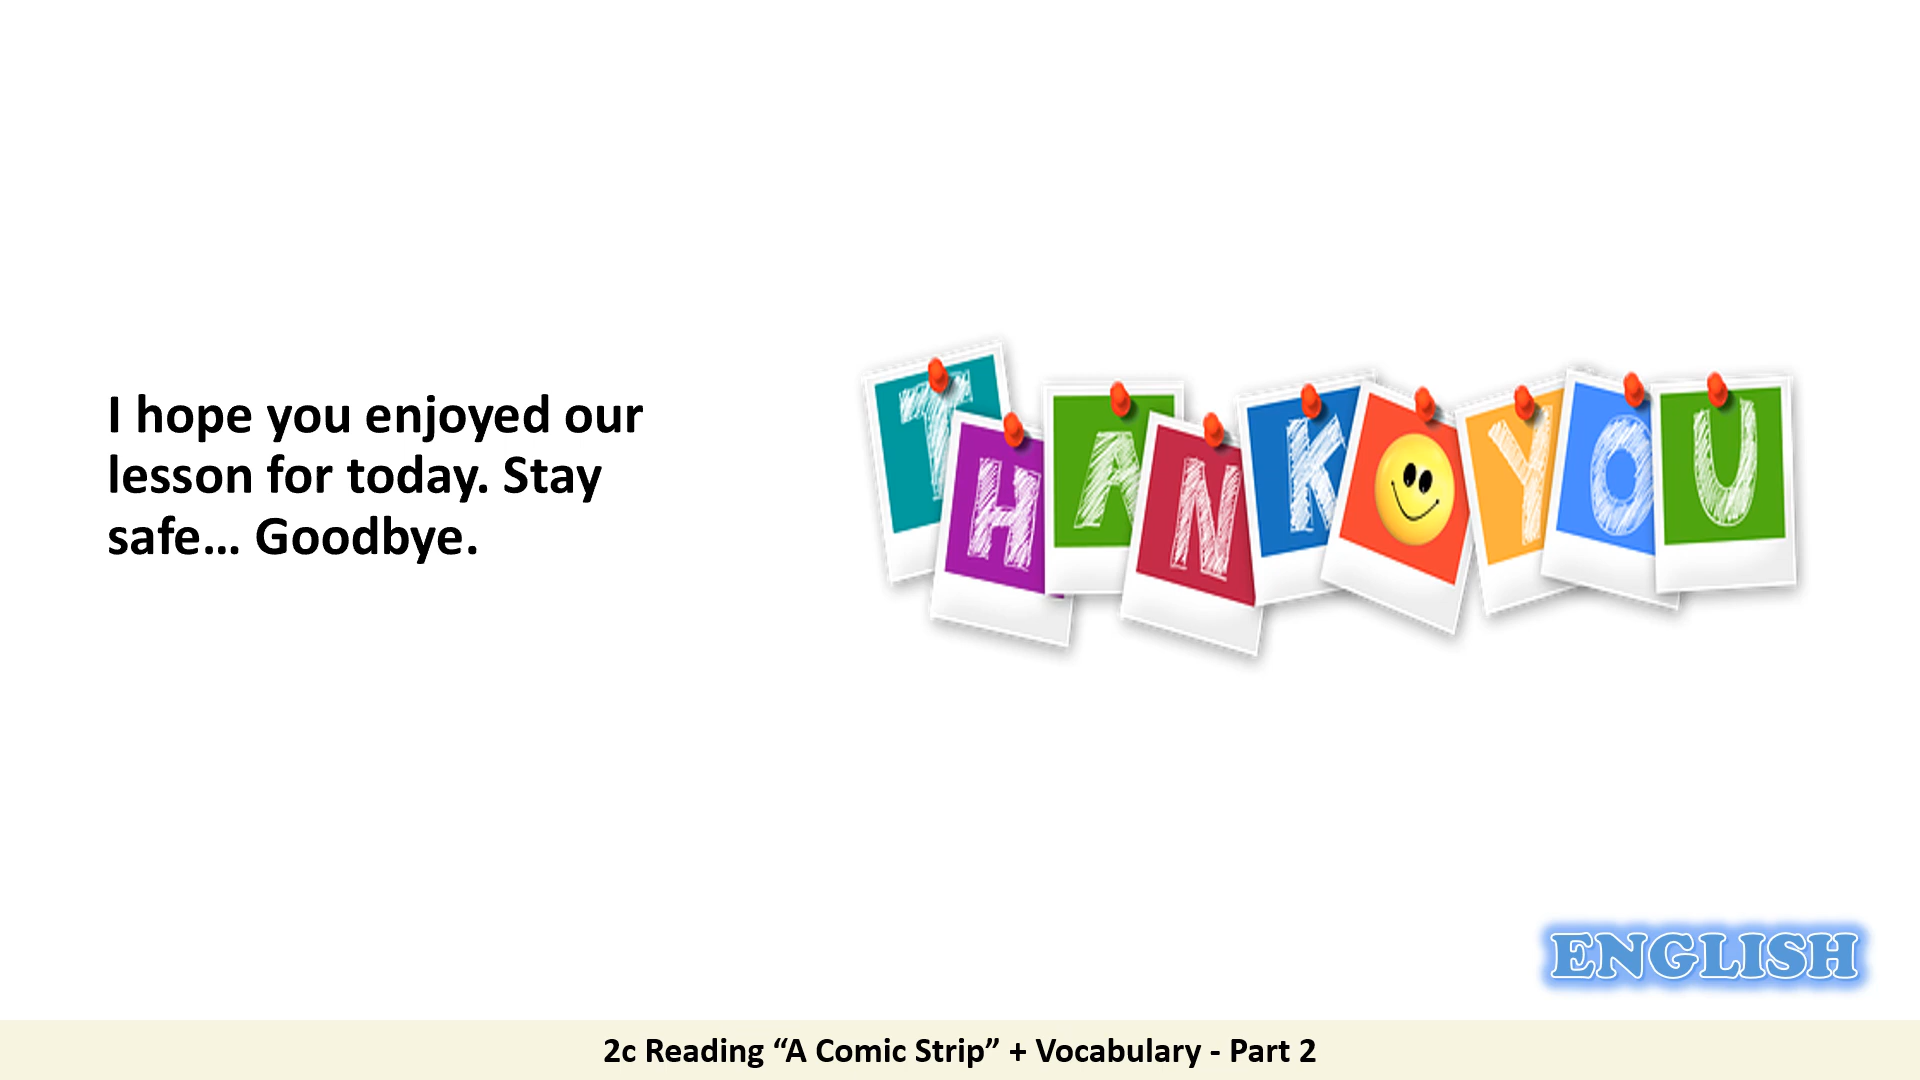 I hope you enjoyed our
lesson for today. Stay
safe... Goodbye.
THANK YOU
ENGLISH
2c Reading “A Comic Strip” + Vocabulary - Part 2